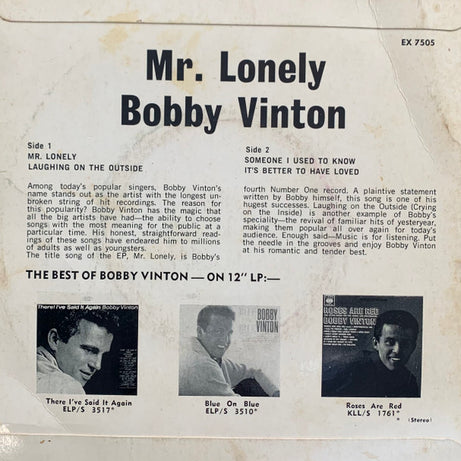 EX 7505
Mr. Lonely
Bobby Vinton
Side 1
MR. LONELY
LAUGHING ON THE OUTSIDE
Side 2
SOMEONE I USED TO KNOW
IT'S BETTER TO HAVE LOVED
Among today's popular singers, Bobby Vinton's
name stands out as the artist with the longest un-
broken string of hit recordings. The reason for
this popularity? Bobby Vinton has the magic that
all the big artists have had—the ability to choose
songs with the most meaning for the public at a
particular time. His honest, straightforward read-
ings of these songs have endeared him to millions
of adults as well as youngsters.
The title song of the EP, Mr. Lonely, is Bobby's
fourth Number One record. A plaintive statement
written by Bobby himself, this song is one of his
hugest successes. Laughing on the Outside (Crying
on the Inside) is another example of Bobby's
speciality—the revival of familiar hits of yesteryear,
making them popular all over again for today's
audience. Enough said—Music is for listening. Put
the needle in the grooves and enjoy Bobby Vinton
at his romantic and tender best.
THE BEST OF BOBBY VINTON — ON 12" LP:—
There! I've Said It Again Bobby Vinton
BOBBY
VINTON
ROSES ARE RED
BOBBY VINTON
There I've Said It Again
ELP/S 3517*
Blue On Blue
ELP/S 3510*
Roses Are Red
KLL/S 1761*
* (Stereo)